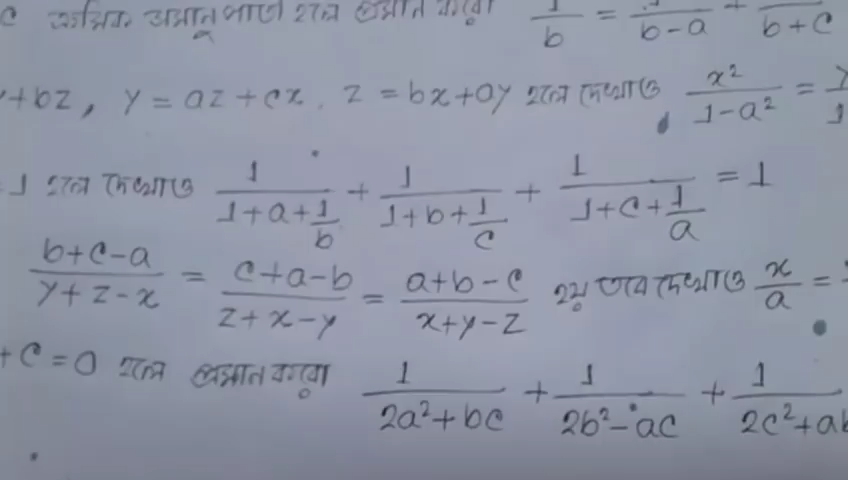 c ক্রমিক সমানুপাতী হলে প্রমান করো 1/b = 1/(b-a) + /(b+c
+bz, y = az+cx, z = bx+ay হলে দেখাও x²/(1-a²) = y/1
1 হলে দেখাও 1/(1+a+1/b) + 1/(1+b+1/c) + 1/(1+c+1/a) = 1
(b+c-a)/(y+z-x) = (c+a-b)/(z+x-y) = (a+b-c)/(x+y-z) হয় তবে দেখাও x/a =
+c=0 হলে প্রমান করো 1/(2a²+bc) + 1/(2b²-ac) + 1/(2c²+ab